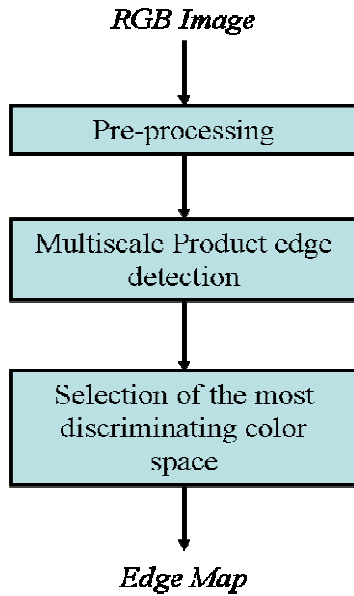 RGB Image
Pre-processing
Multiscale Product edge
detection
Selection of the most
discriminating color
space
Edge Map